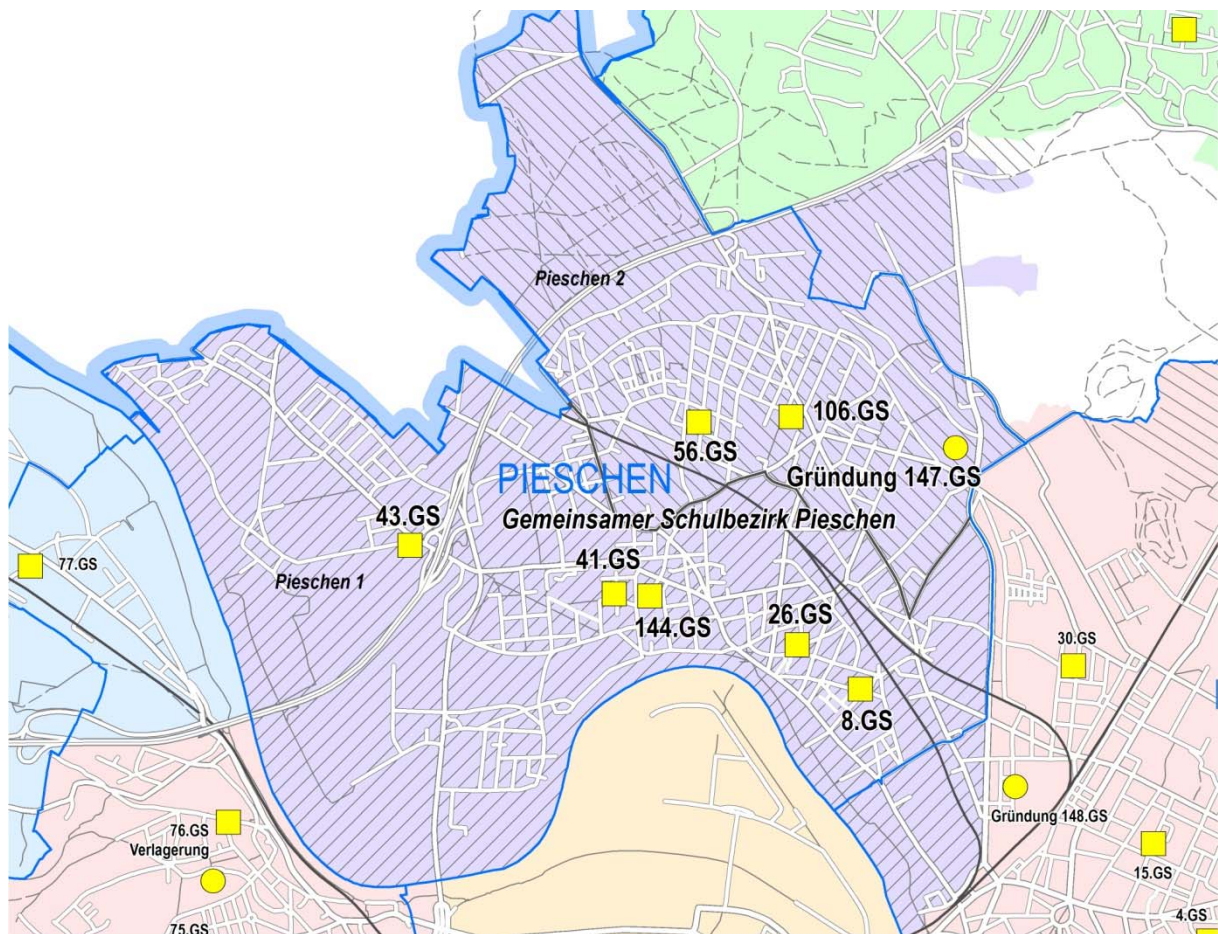 Pieschen 2
106.GS
56.GS
Gründung 147.GS
PIESCHEN
Gemeinsamer Schulbezirk Pieschen
43.GS
77.GS
Pieschen 1
41.GS
144.GS
26.GS
30.GS
8.GS
Gründung 148.GS
76.GS
Verlagerung
15.GS
75.GS
4.GS